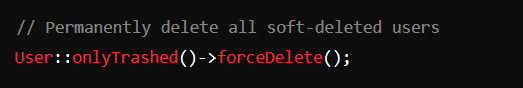 // Permanently delete all soft-deleted users
User::onlyTrashed()->forceDelete();